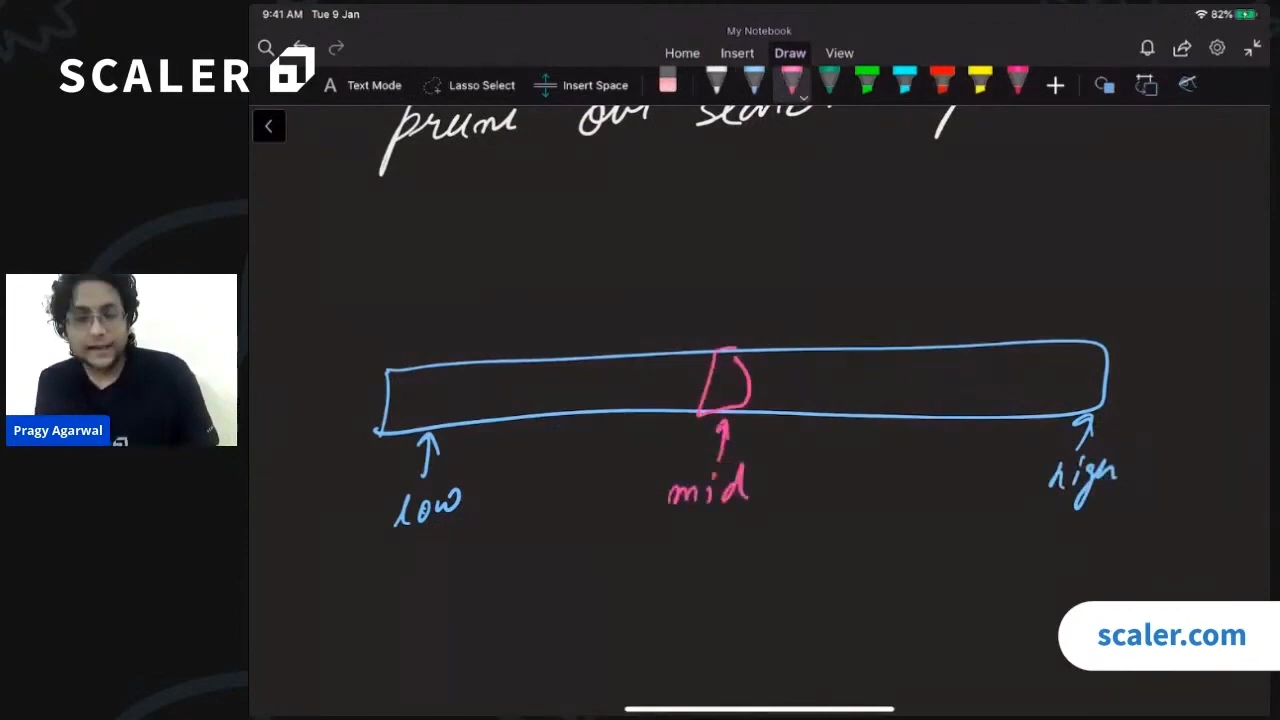 9:41 AM Tue 9 Jan
82%
My Notebook
SCALER
Home Insert Draw View
A Text Mode Lasso Select Insert Space
prune our
low
mid
high
Pragy Agarwal
scaler.com